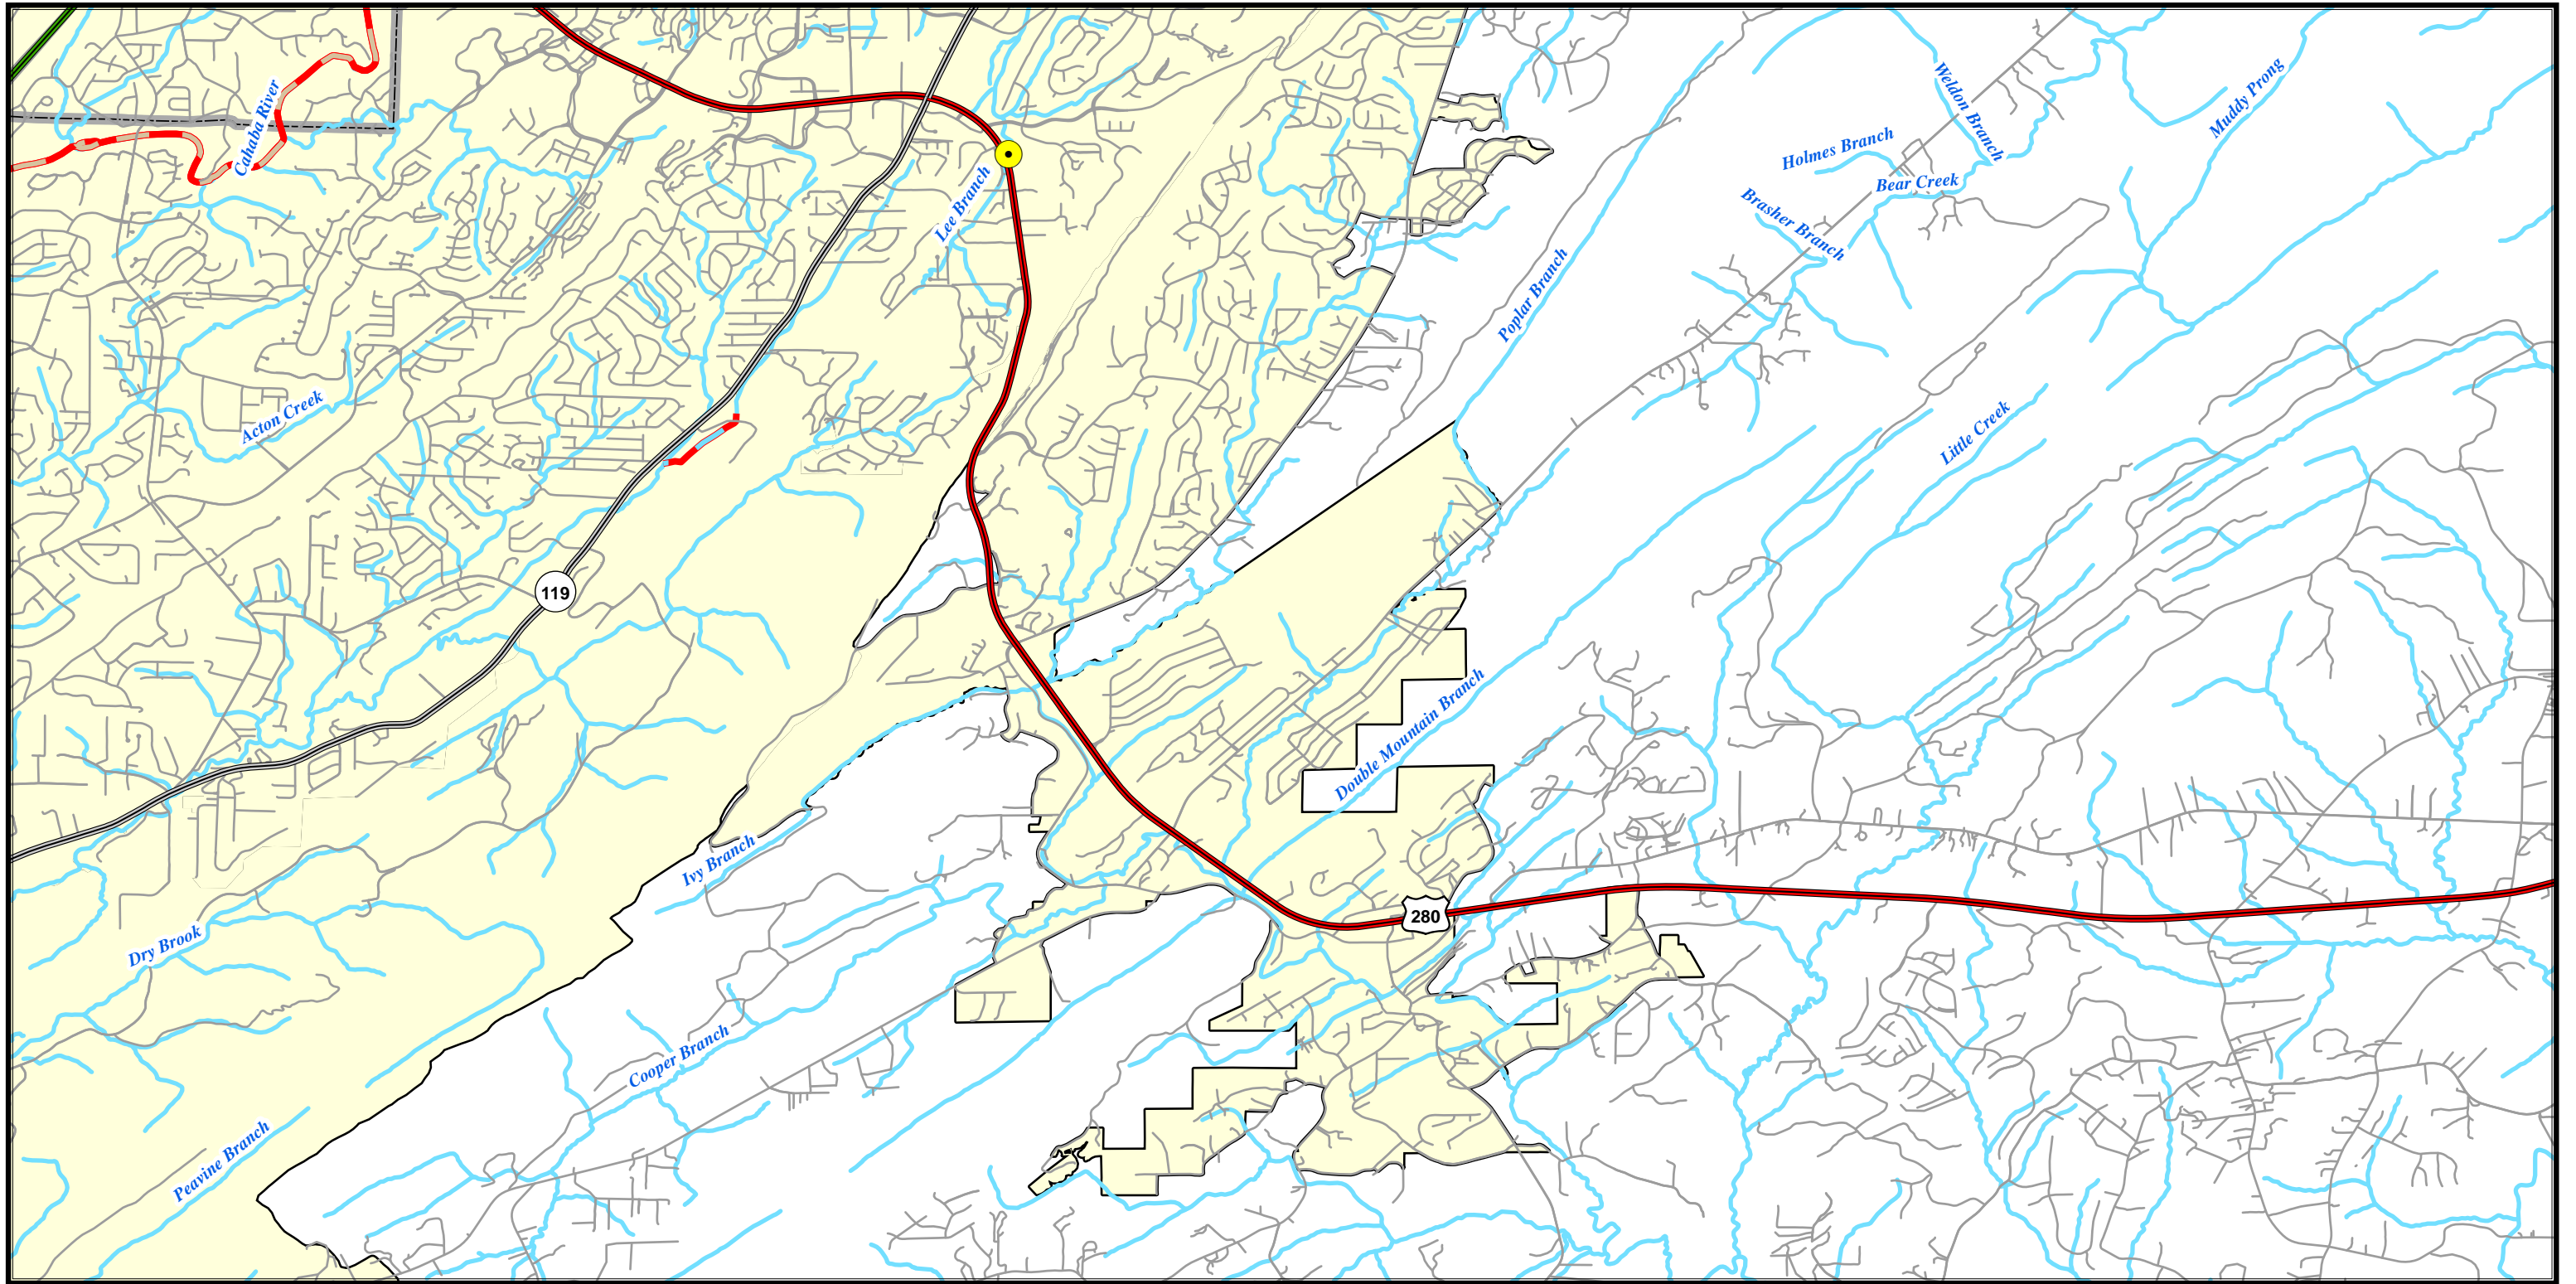 Cahaba River
Weldon Branch
Muddy Prong
Holmes Branch
Bear Creek
Lee Branch
Brasher Branch
Poplar Branch
Acton Creek
Little Creek
119
Double Mountain Branch
Ivy Branch
280
Dry Brook
Cooper Branch
Peavine Branch